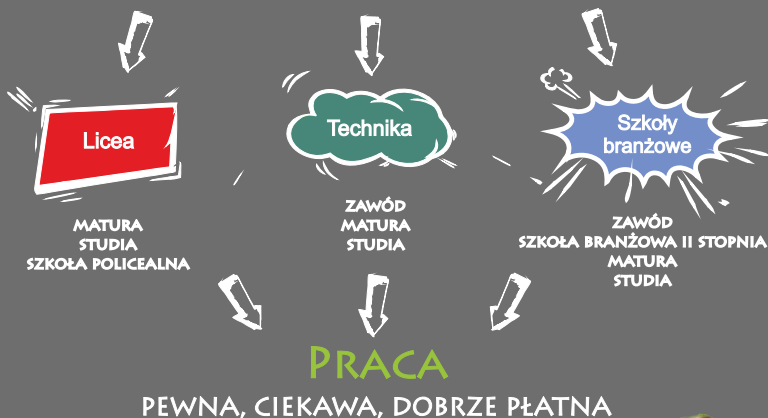 Licea
MATURA
STUDIA
SZKOŁA POLICEALNA
Technika
ZAWÓD
MATURA
STUDIA
Szkoły
branżowe
ZAWÓD
SZKOŁA BRANŻOWA II STOPNIA
MATURA
STUDIA
PRACA
PEWNA, CIEKAWA, DOBRZE PŁATNA